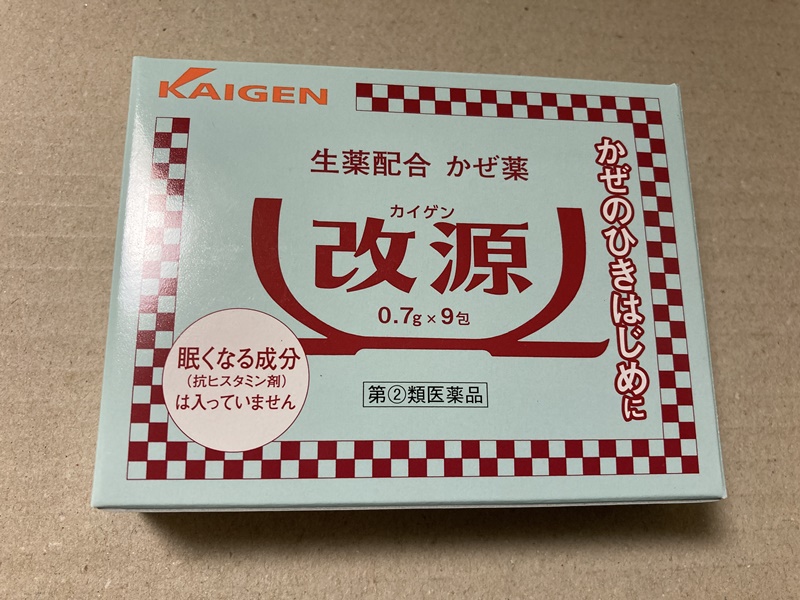 KAIGEN
生薬配合 かぜ薬
カイゲン
改源
0.7g×9包
かぜのひきはじめに
眠くなる成分
(抗ヒスタミン剤)
は入っていません
第②類医薬品